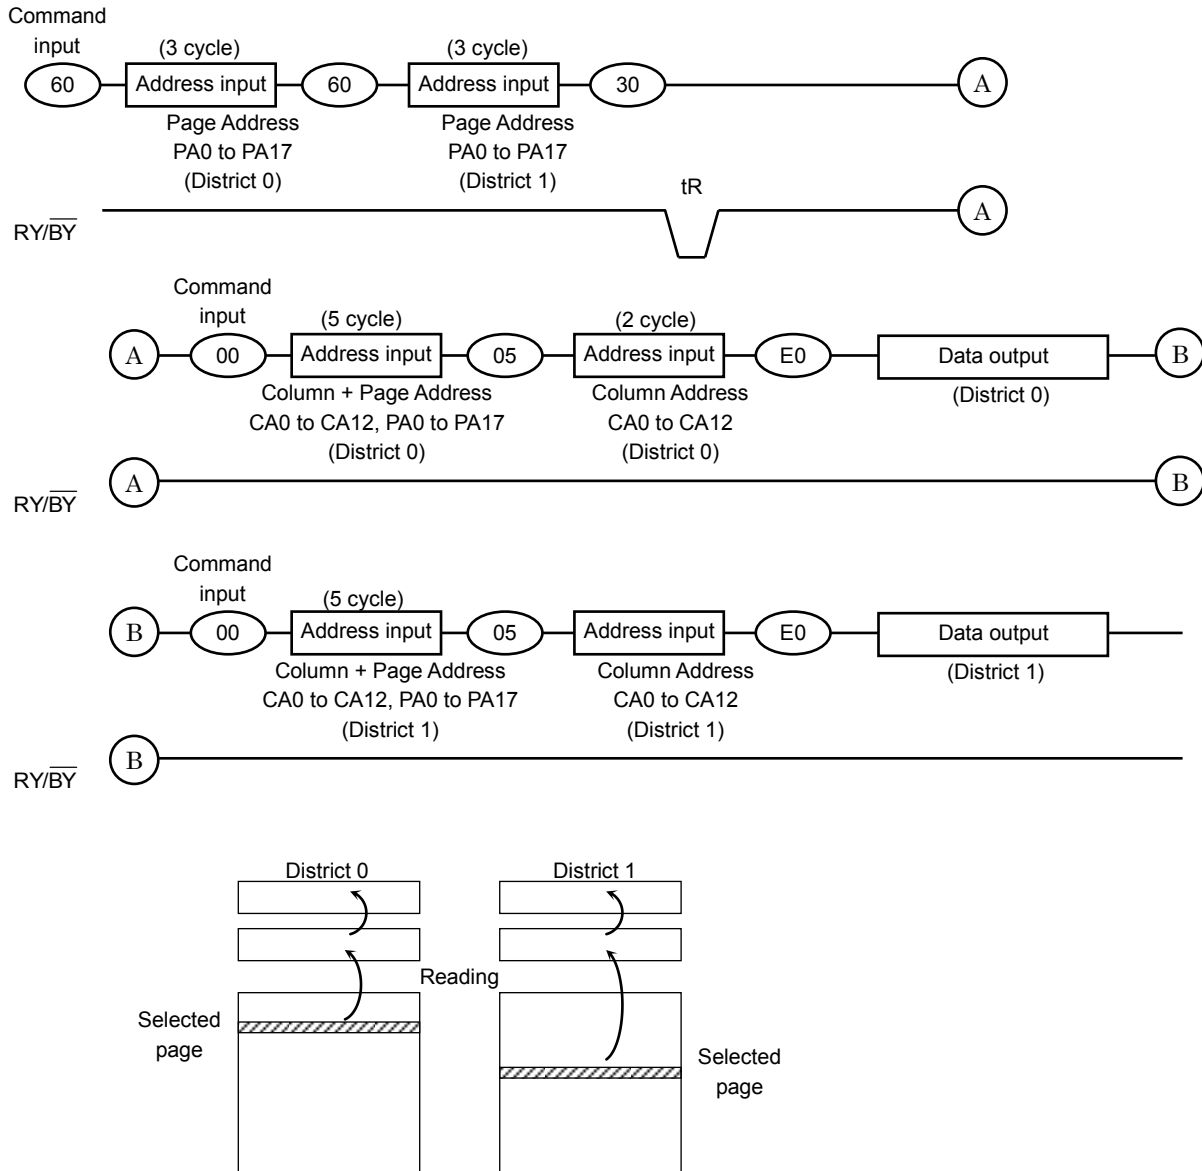 Command
input
(3 cycle) (3 cycle)
60 Address input 60 Address input 30 A
Page Address Page Address
PA0 to PA17 PA0 to PA17
(District 0) (District 1)
tR
RY/BY A
Command
input
(5 cycle) (2 cycle)
A 00 Address input 05 Address input E0 Data output B
Column + Page Address Column Address (District 0)
CA0 to CA12, PA0 to PA17 CA0 to CA12
(District 0) (District 0)
RY/BY A B
Command
input
(5 cycle)
B 00 Address input 05 Address input E0 Data output
Column + Page Address Column Address (District 1)
CA0 to CA12, PA0 to PA17 CA0 to CA12
(District 1) (District 1)
RY/BY B
District 0 District 1
Reading
Selected
page
Selected
page